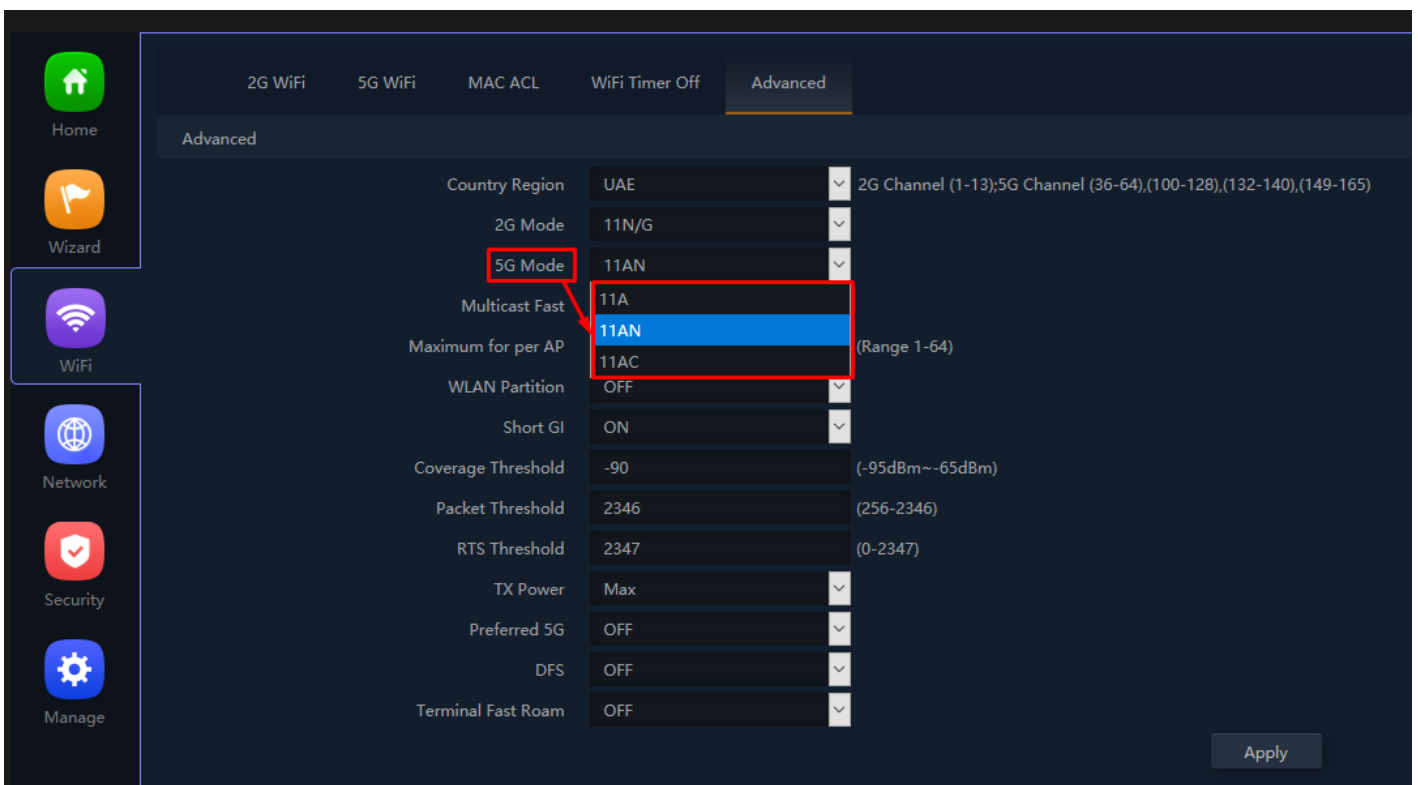 2G WiFi 5G WiFi MAC ACL WiFi Timer Off Advanced
Home
Wizard
WiFi
Network
Security
Manage
Advanced
Country Region UAE 2G Channel (1-13);5G Channel (36-64),(100-128),(132-140),(149-165)
2G Mode 11N/G
5G Mode 11AN
11A
11AN
11AC
Multicast Fast
Maximum for per AP (Range 1-64)
WLAN Partition OFF
Short GI ON
Coverage Threshold -90 (-95dBm~-65dBm)
Packet Threshold 2346 (256-2346)
RTS Threshold 2347 (0-2347)
TX Power Max
Preferred 5G OFF
DFS OFF
Terminal Fast Roam OFF
Apply